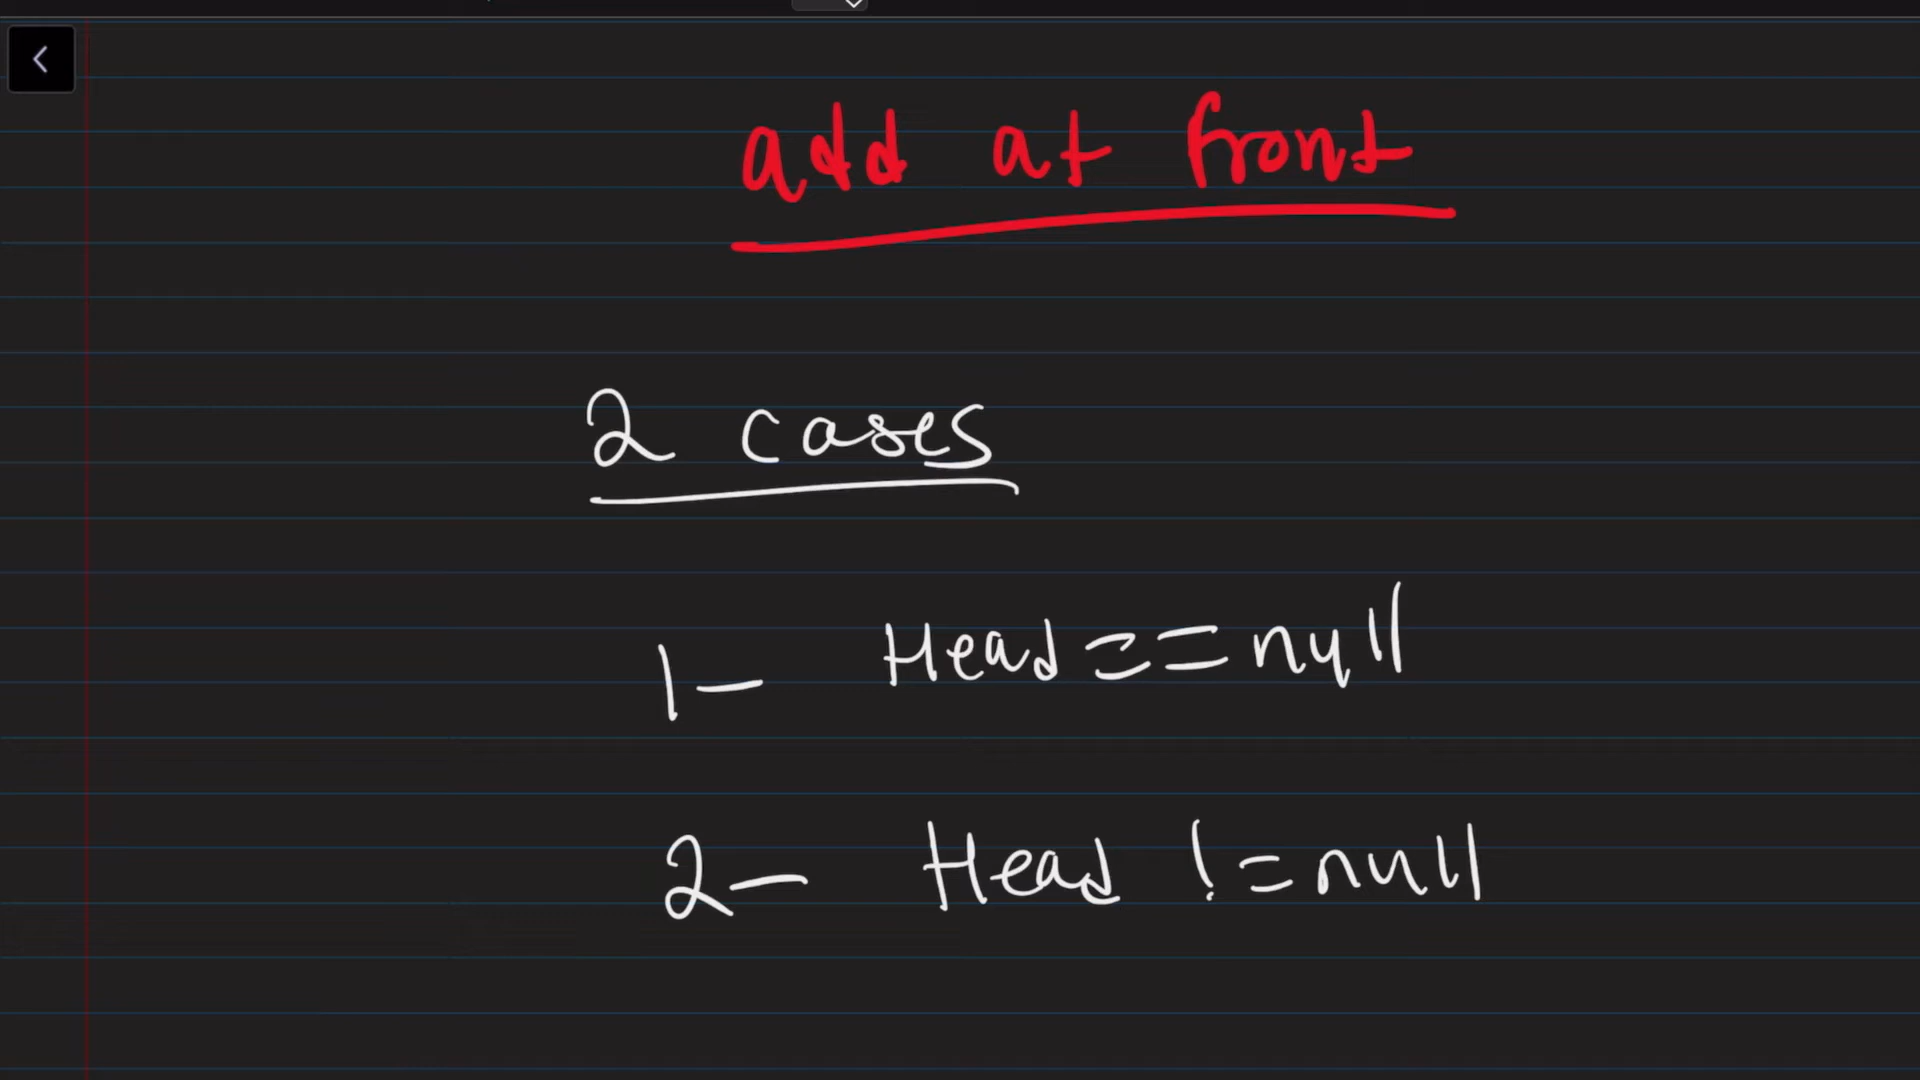 add at front
2 cases
1- Head==null
2- Head !=null